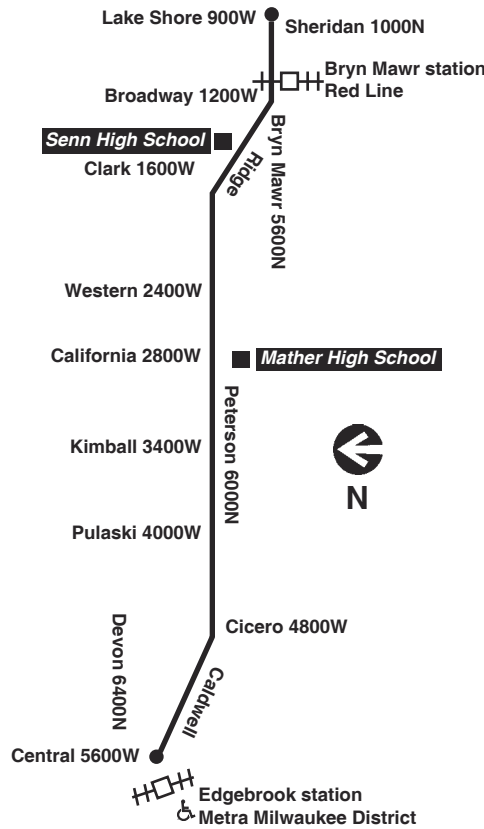 Lake Shore 900W
Sheridan 1000N
Bryn Mawr station
Red Line
Broadway 1200W
Senn High School
Clark 1600W
Ridge
Bryn Mawr 5600N
Western 2400W
California 2800W
Mather High School
Peterson 6000N
Kimball 3400W
N
Pulaski 4000W
Devon 6400N
Cicero 4800W
Caldwell
Central 5600W
Edgebrook station
Metra Milwaukee District